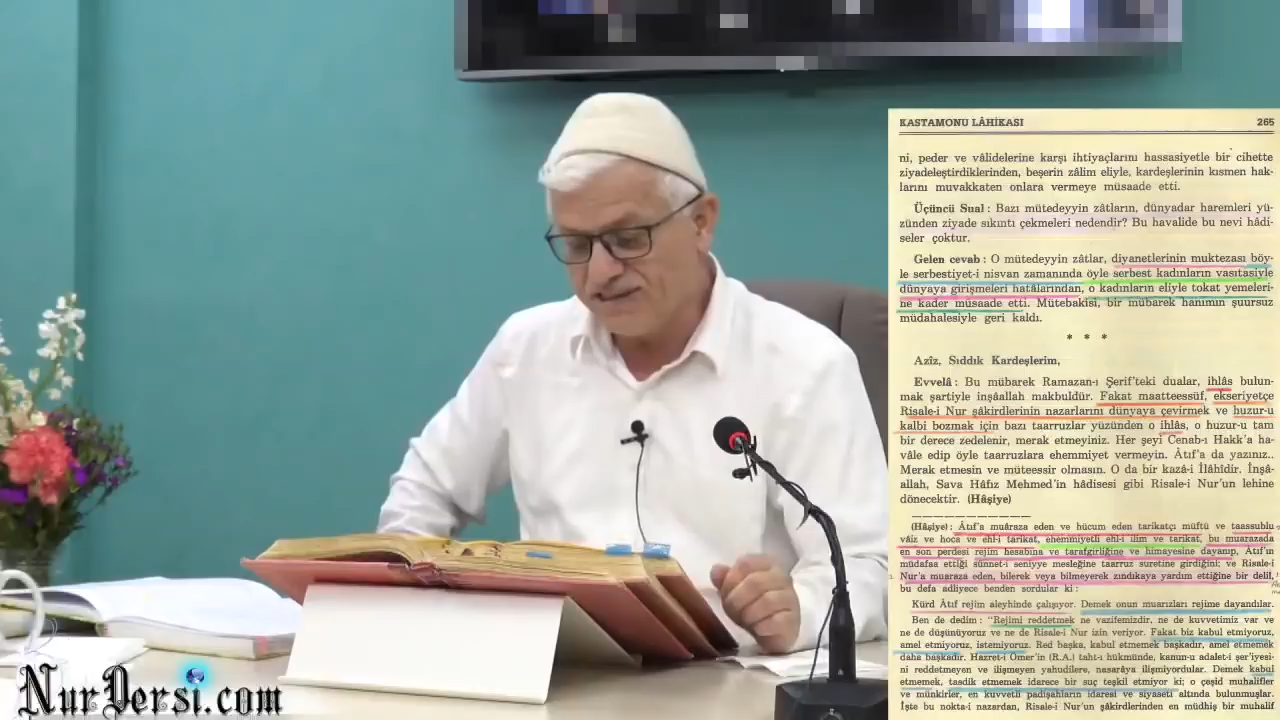 KASTAMONU LÂHİKASI 265
ni, peder ve vâlidelerine karşı ihtiyaçlarını hassasiyetle bir cihette
ziyadeleştirdiklerinden, beşerin zâlim eliyle, kardeşlerinin kısmen hak-
larını muvakkaten onlara vermeye müsaade etti.
Üçüncü Sual : Bazı mütedeyyin zâtların, dünyadar haremleri yü-
zünden ziyade sıkıntı çekmeleri nedendir? Bu havalide bu nevi hâdi-
seler çoktur.
Gelen cevab : O mütedeyyin zâtlar, diyanetlerinin muktezası böy-
le serbestiyet-i nisvan zamanında öyle serbest kadınların vasıtasiyle
dünyaya girişmeleri hatâlarından, o kadınların eliyle tokat yemeleri-
ne kader müsaade etti. Mütebakisi, bir mübarek hanımın şuursuz
müdahalesiyle geri kaldı.
* * *
Azîz, Sıddık Kardeşlerim,
Evvelâ : Bu mübarek Ramazan-ı Şerif'teki dualar, ihlâs bulun-
mak şartiyle inşâallah makbuldür. Fakat maatteessüf, ekseriyetçe
Risale-i Nur şâkirdlerinin nazarlarını dünyaya çevirmek ve huzur-u
kalbi bozmak için bazı taarruzlar yüzünden o ihlâs, o huzur-u tam
bir derece zedelenir, merak etmeyiniz. Her şeyi Cenab-ı Hakk'a ha-
vâle edip öyle taarruzlara ehemmiyet vermeyin. Âtıf'a da yazınız..
Merak etmesin ve müteessir olmasın. O da bir kazâ-i İlâhîdir. İnşâ-
allah, Sava Hâfız Mehmed'in hâdisesi gibi Risale-i Nur'un lehine
dönecektir. (Hâşiye)
(Hâşiye) : Âtıf'a muâraza eden ve hücum eden tarikatçı müftü ve taassublu
vâiz ve hoca ve ehl-i tarikat, ehemmiyetli ehl-i ilim ve tarikat, bu muarazada
en son perdesi rejim hesabına ve tarafgirliğine ve himayesine dayanıp, Âtıf'ın
müdafaa ettiği sünnet-i seniyye mesleğine taarruz suretine girdiğini; ve Risale-i
Nur'a muaraza eden, bilerek veya bilmeyerek zındıkaya yardım ettiğine bir delil,
bu defa adliyece benden sordular ki :
Kürd Âtıf rejim aleyhinde çalışıyor. Demek onun muarızları rejime dayandılar.
Ben de dedim : "Rejimi reddetmek ne vazifemizdir, ne de kuvvetimiz var ve
ne de düşünüyoruz ve ne de Risale-i Nur izin veriyor. Fakat biz kabul etmiyoruz,
amel etmiyoruz, istemiyoruz. Red başka, kabul etmemek başkadır, amel etmemek
daha başkadır. Hazret-i Ömer'in (R.A.) taht-ı hükmünde, kanun-u adalet-i şer'iyesi-
ni reddetmeyen ve ilişmeyen yahudilere, nasarâya ilişmiyordular. Demek kabul
etmemek, tasdik etmemek idarece bir suç teşkil etmiyor ki; o çeşid muhalifler
ve münkirler, en kuvvetli padişahların idaresi ve siyaseti altında bulunmuşlar.
İşte bu nokta-i nazardan, Risale-i Nur'un şâkirdlerinden en müdhiş bir muhalif
NurDersi.com